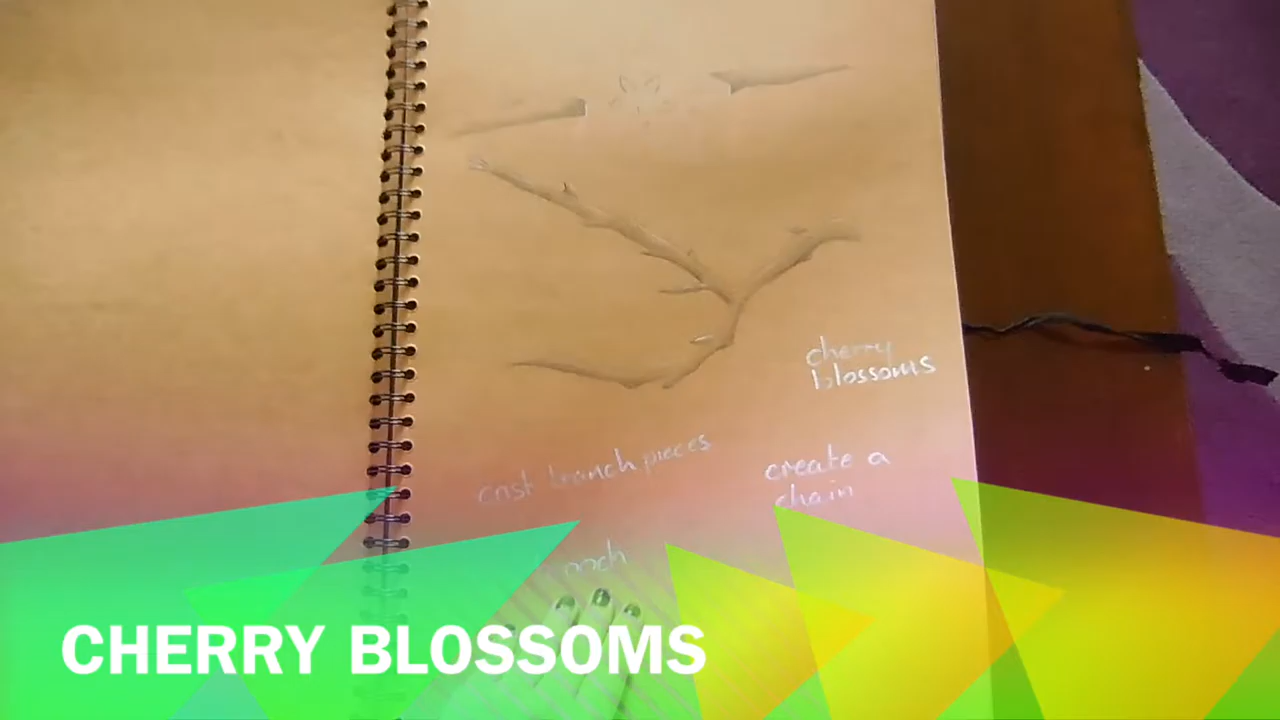 cherry
blossoms
cast branch pieces
create a
chain
CHERRY BLOSSOMS